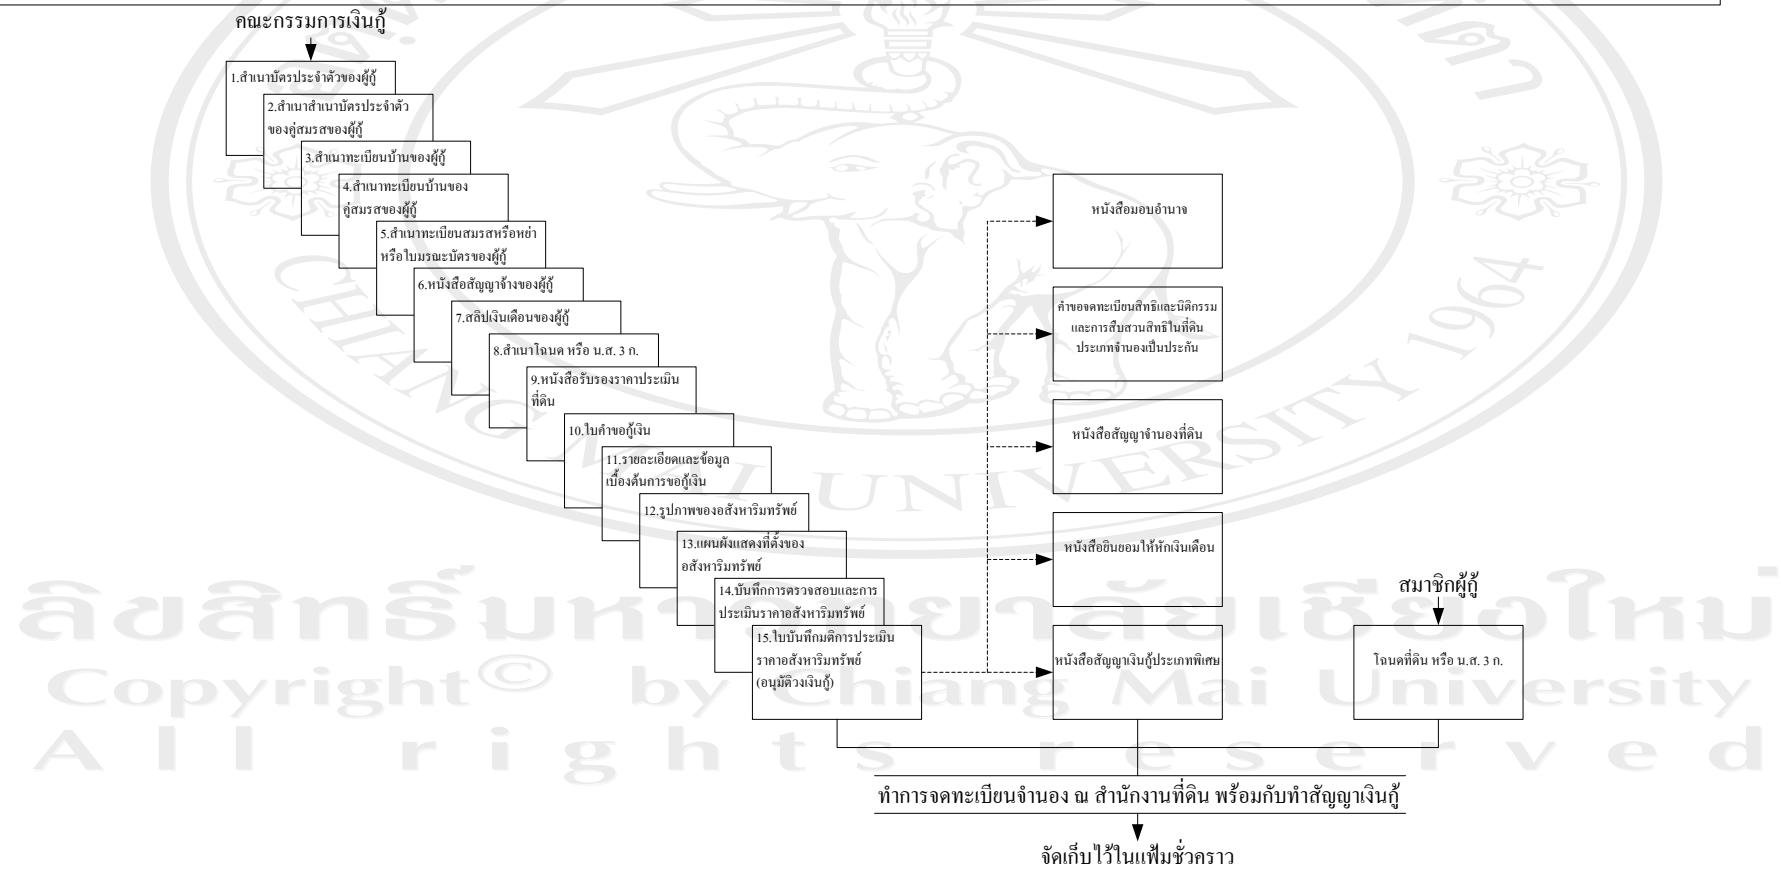 คณะกรรมการเงินกู้
1.สำเนาบัตรประจำตัวของผู้กู้
2.สำเนาสำเนาบัตรประจำตัว
ของคู่สมรสของผู้กู้
3.สำเนาทะเบียนบ้านของผู้กู้
4.สำเนาทะเบียนบ้านของ
คู่สมรสของผู้กู้
5.สำเนาทะเบียนสมรสหรือหย่า
หรือใบมรณะบัตรของผู้กู้
6.หนังสือสัญญาจ้างของผู้กู้
7.สลิปเงินเดือนของผู้กู้
8.สำเนาโฉนด หรือ น.ส. 3 ก.
9.หนังสือรับรองราคาประเมิน
ที่ดิน
10.ใบคำขอกู้เงิน
11.รายละเอียดและข้อมูล
เบื้องต้นการขอกู้เงิน
12.รูปภาพของอสังหาริมทรัพย์
13.แผนผังแสดงที่ตั้งของ
อสังหาริมทรัพย์
14.บันทึกการตรวจสอบและการ
ประเมินราคาอสังหาริมทรัพย์
15.ใบบันทึกมติการประเมิน
ราคาอสังหาริมทรัพย์
(อนุมัติวงเงินกู้)
หนังสือมอบอำนาจ
คำขอจดทะเบียนสิทธิและนิติกรรม
และการสืบสวนสิทธิในที่ดิน
ประเภทจำนองเป็นประกัน
หนังสือสัญญาจำนองที่ดิน
หนังสือยินยอมให้หักเงินเดือน
หนังสือสัญญาเงินกู้ประเภทพิเศษ
สมาชิกผู้กู้
โฉนดที่ดิน หรือ น.ส. 3 ก.
ทำการจดทะเบียนจำนอง ณ สำนักงานที่ดิน พร้อมกับทำสัญญาเงินกู้
จัดเก็บไว้ในแฟ้มชั่วคราว
CHIANG MAI UNIVERSITY 1964
ลิขสิทธิ์มหาวิทยาลัยเชียงใหม่
Copyright© by Chiang Mai University
All rights reserved